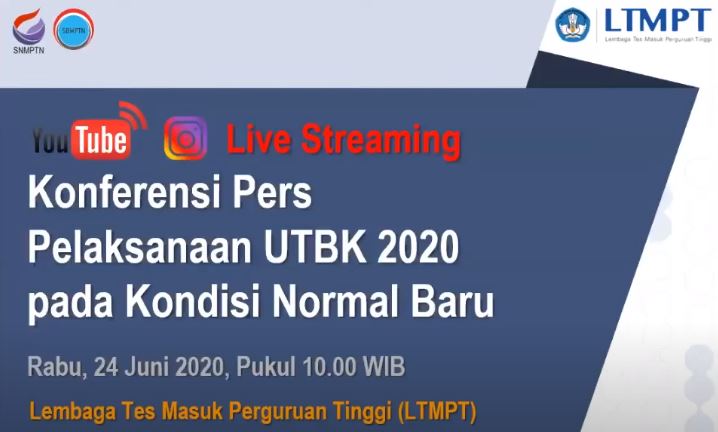 SNMPTN
SBMPTN
LTMPT
Lembaga Tes Masuk Perguruan Tinggi
YouTube
Live Streaming
Konferensi Pers
Pelaksanaan UTBK 2020
pada Kondisi Normal Baru
Rabu, 24 Juni 2020, Pukul 10.00 WIB
Lembaga Tes Masuk Perguruan Tinggi (LTMPT)